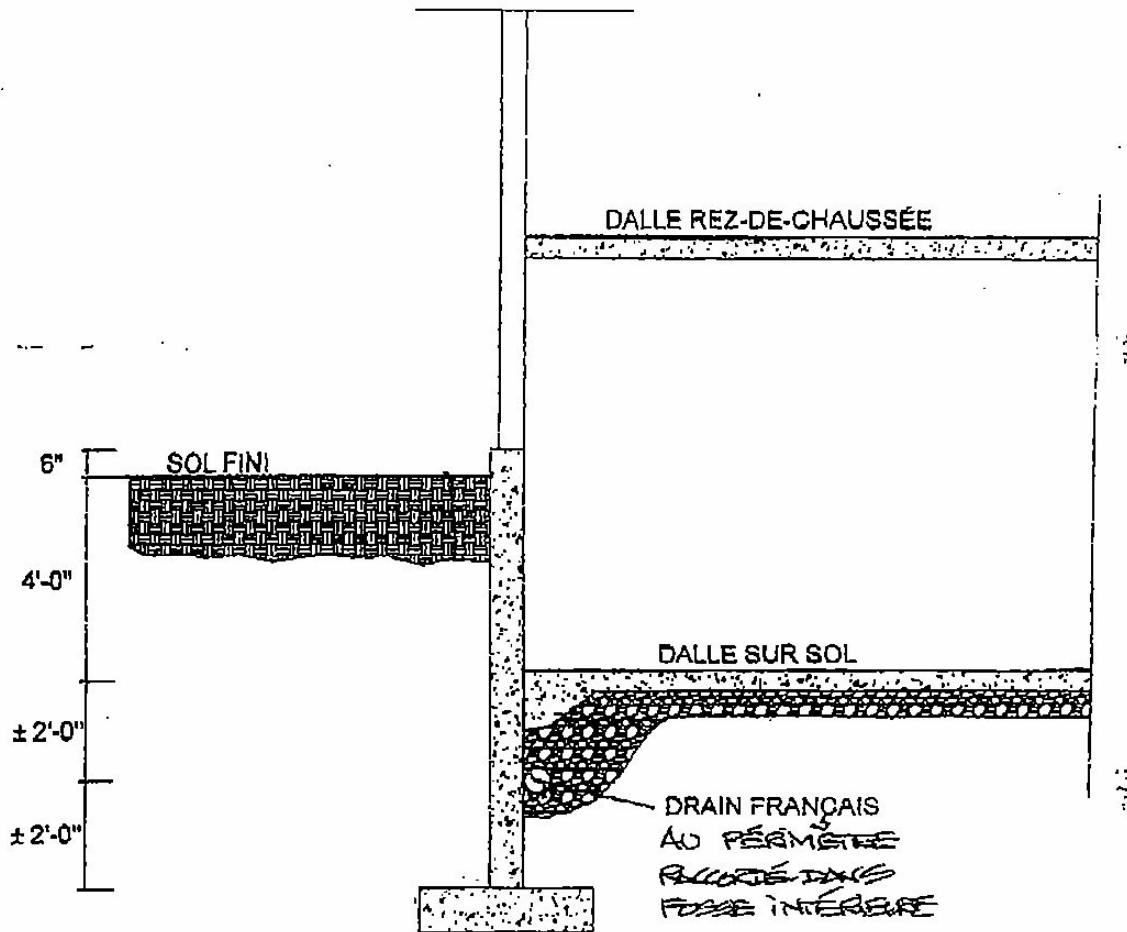 DALLE REZ-DE-CHAUSSÉE
6"
SOL FINI
4'-0"
DALLE SUR SOL
± 2'-0"
DRAIN FRANÇAIS
AU PÉRIMÈTRE
± 2'-0"
RACCORDÉ DANS
FOSSE INTÉRIEURE